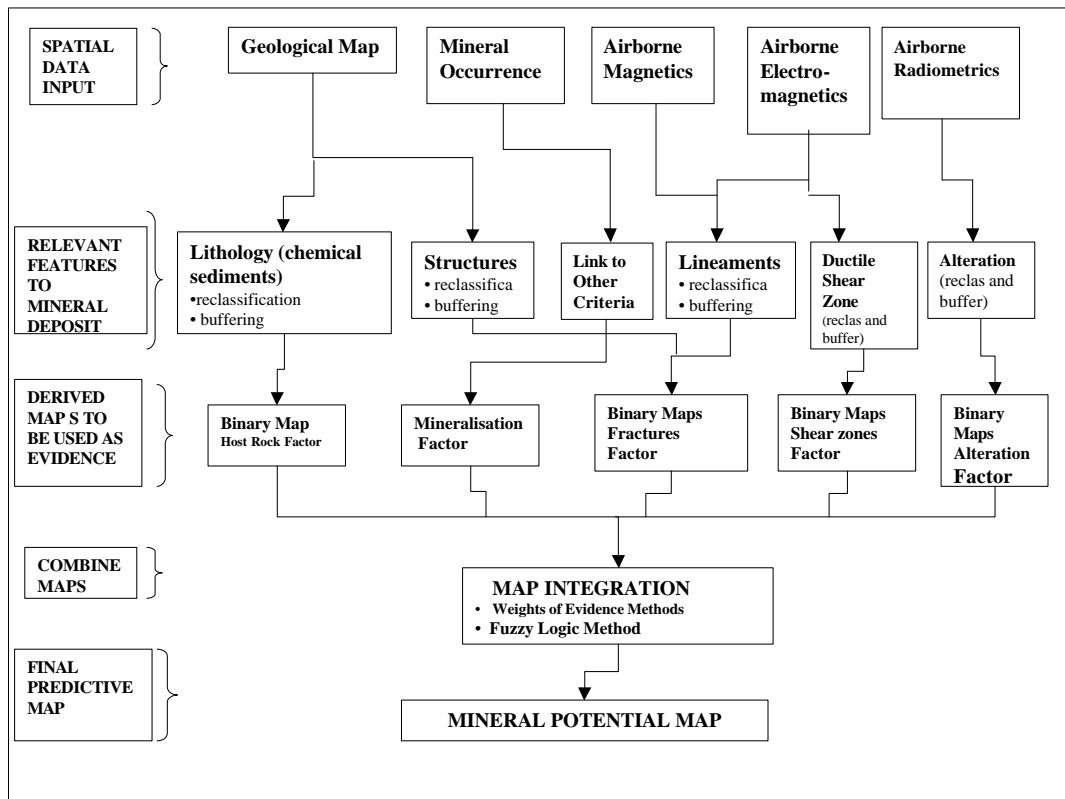 SPATIAL
DATA
INPUT
Geological Map
Mineral
Occurrence
Airborne
Magnetics
Airborne
Electro-
magnetics
Airborne
Radiometrics
RELEVANT
FEATURES
TO
MINERAL
DEPOSIT
Lithology (chemical
sediments)
•reclassification
• buffering
Structures
• reclassifica
• buffering
Link to
Other
Criteria
Lineaments
• reclassifica
• buffering
Ductile
Shear
Zone
(reclas and
buffer)
Alteration
(reclas and
buffer)
DERIVED
MAP S TO
BE USED AS
EVIDENCE
Binary Map
Host Rock Factor
Mineralisation
Factor
Binary Maps
Fractures
Factor
Binary Maps
Shear zones
Factor
Binary
Maps
Alteration
Factor
COMBINE
MAPS
MAP INTEGRATION
• Weights of Evidence Methods
• Fuzzy Logic Method
FINAL
PREDICTIVE
MAP
MINERAL POTENTIAL MAP